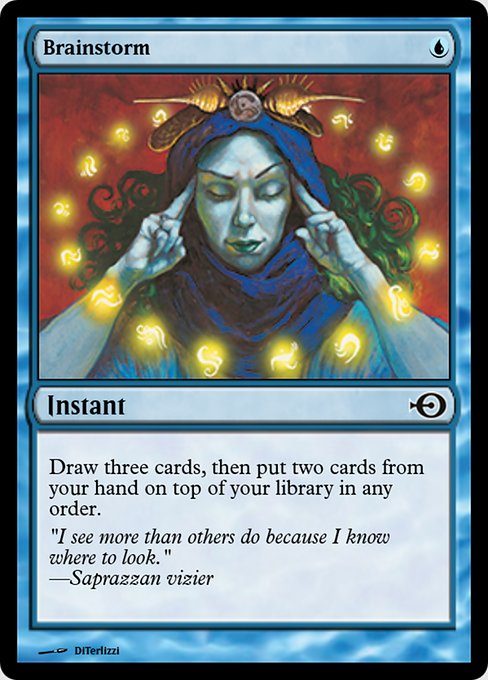 Brainstorm
Instant
Draw three cards, then put two cards from
your hand on top of your library in any
order.
"I see more than others do because I know
where to look."
—Saprazzan vizier
DiTerlizzi